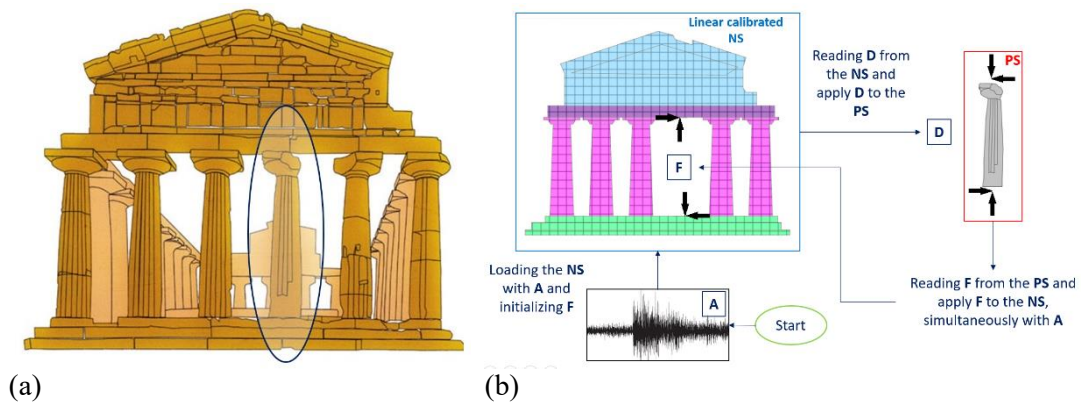 Linear calibrated
NS
Reading D from
the NS and
apply D to the
PS
PS
D
F
Loading the NS
with A and
initializing F
A
Start
Reading F from the PS and
apply F to the NS,
simultaneously with A
(a)
(b)